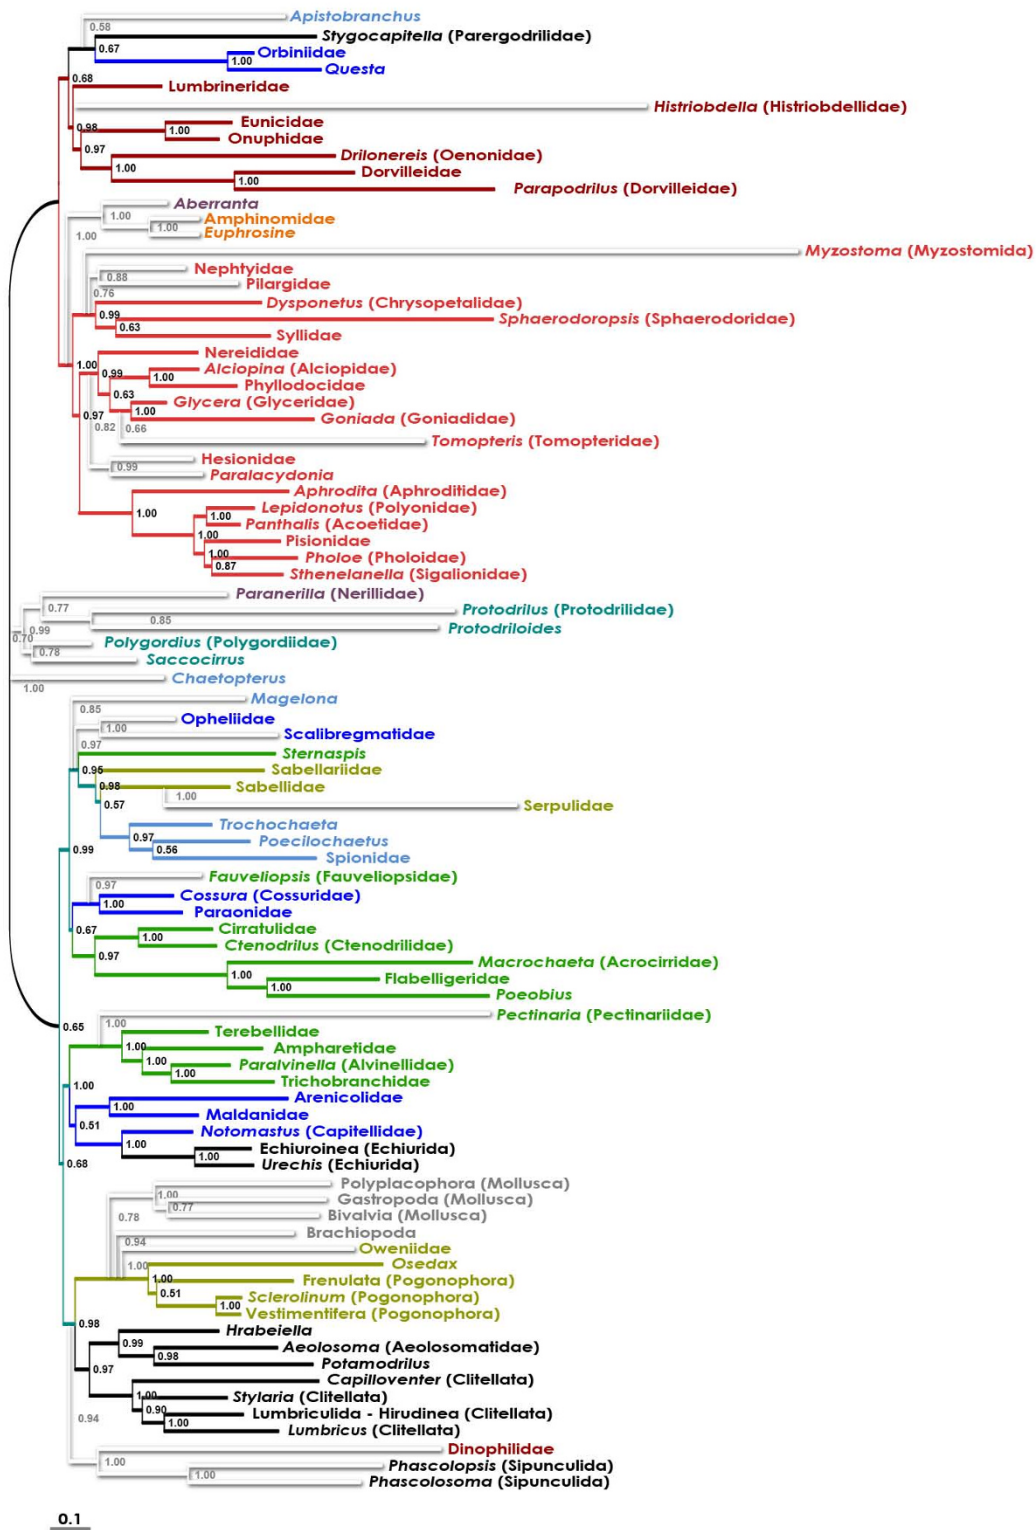 Apistobranchus
0.58
Stygocapitella (Parergodrilidae)
0.67
Orbiniidae
1.00
Questa
0.68
Lumbrineridae
Histriobdella (Histriobdellidae)
Eunicidae
0.98
1.00
Onuphidae
0.97
Drilonereis (Oenonidae)
1.00
Dorvilleidae
1.00
Parapodrilus (Dorvilleidae)
Aberranta
1.00
Amphinomidae
1.00
1.00
Euphrosine
Myzostoma (Myzostomida)
Nephtyidae
0.88
Pilargidae
0.76
Dysponetus (Chrysopetalidae)
0.99
Sphaerodoropsis (Sphaerodoridae)
0.63
Syllidae
Nereididae
1.00
0.99
Alciopina (Alciopidae)
1.00
Phyllodocidae
0.63
Glycera (Glyceridae)
1.00
0.97
Goniada (Goniadidae)
0.82
0.66
Tomopteris (Tomopteridae)
Hesionidae
0.99
Paralacydonia
Aphrodita (Aphroditidae)
1.00
Lepidonotus (Polyonidae)
1.00
Panthalis (Acoetidae)
1.00
Pisionidae
1.00
Pholoe (Pholoidae)
0.87
Sthenelanella (Sigalionidae)
Paranerilla (Nerillidae)
0.77
Protodrilus (Protodrilidae)
0.85
0.99
Protodriloides
0.70
Polygordius (Polygordiidae)
0.78
Saccocirrus
Chaetopterus
1.00
Magelona
0.85
Opheliidae
1.00
Scalibregmatidae
0.97
Sternaspis
0.95
Sabellariidae
0.98
Sabellidae
1.00
0.57
Serpulidae
Trochochaeta
0.97
Poecilochaetus
0.99
0.56
Spionidae
Fauveliopsis (Fauveliopsidae)
0.97
Cossura (Cossuridae)
1.00
Paraonidae
0.67
Cirratulidae
1.00
Ctenodrilus (Ctenodrilidae)
0.97
Macrochaeta (Acrocirridae)
1.00
Flabelligeridae
1.00
Poeobius
Pectinaria (Pectinariidae)
0.65
1.00
Terebellidae
1.00
Ampharetidae
1.00
Paralvinella (Alvinellidae)
1.00
Trichobranchidae
1.00
Arenicolidae
1.00
Maldanidae
0.51
Notomastus (Capitellidae)
1.00
Echiuroinea (Echiurida)
0.68
1.00
Urechis (Echiurida)
Polyplacophora (Mollusca)
1.00
Gastropoda (Mollusca)
0.77
0.78
Bivalvia (Mollusca)
Brachiopoda
0.94
Oweniidae
1.00
Osedax
1.00
Frenulata (Pogonophora)
0.51
Sclerolinum (Pogonophora)
1.00
Vestimentifera (Pogonophora)
0.98
Hrabeiella
0.99
Aeolosoma (Aeolosomatidae)
0.98
Potamodrilus
0.97
Capilloventer (Clitellata)
1.00
Stylaria (Clitellata)
0.90
Lumbriculida - Hirudinea (Clitellata)
0.94
1.00
Lumbricus (Clitellata)
Dinophilidae
1.00
Phascolopsis (Sipunculida)
1.00
Phascolosoma (Sipunculida)
0.1